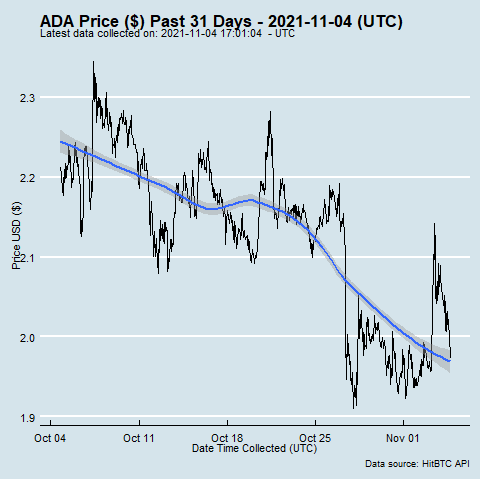 ADA Price ($) Past 31 Days - 2021-11-04 (UTC)
Latest data collected on: 2021-11-04 17:01:04 - UTC
Price USD ($)
2.3
2.2
2.1
2.0
1.9
Oct 04 Oct 11 Oct 18 Oct 25 Nov 01
Date Time Collected (UTC)
Data source: HitBTC API